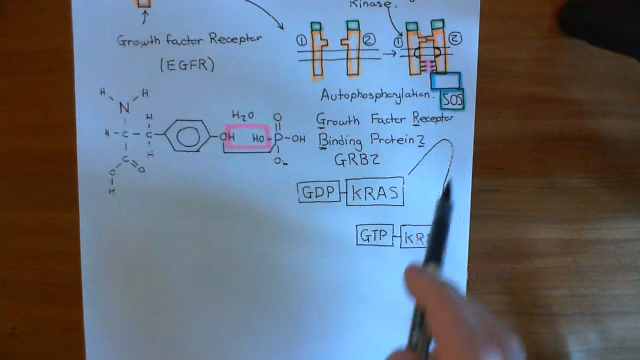 Kinase.
Growth factor Receptor
(EGFR)
① ②
① ②
Autophosphorylation.
SOS
Growth Factor Receptor
Binding Protein 2
GRB2
H H
N
H C C H
H
C O
C
H
H2O
OH HO P OH
O
O-
GDP KRAS
GTP